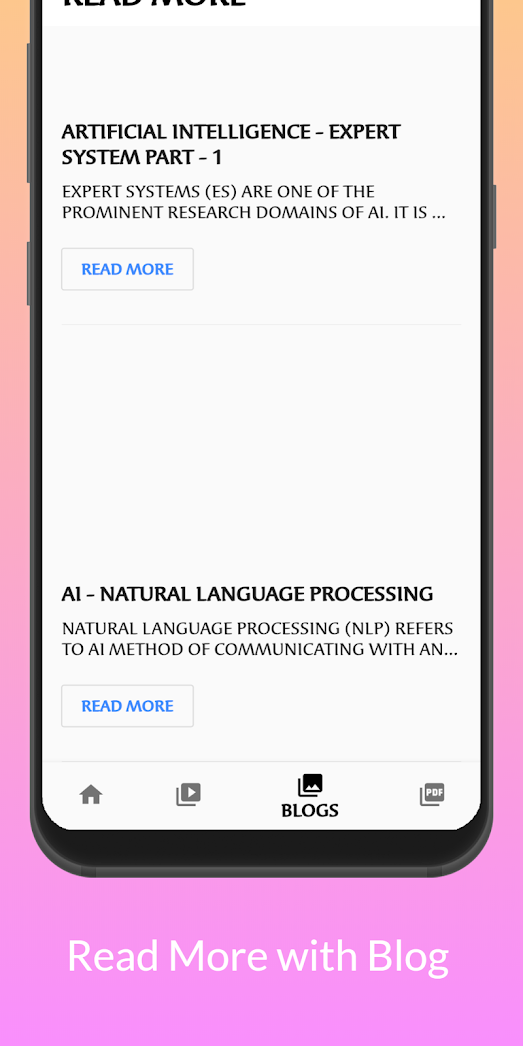 READ MORE
ARTIFICIAL INTELLIGENCE - EXPERT
SYSTEM PART - 1
EXPERT SYSTEMS (ES) ARE ONE OF THE
PROMINENT RESEARCH DOMAINS OF AI. IT IS ...
READ MORE
AI - NATURAL LANGUAGE PROCESSING
NATURAL LANGUAGE PROCESSING (NLP) REFERS
TO AI METHOD OF COMMUNICATING WITH AN...
READ MORE
PDF
BLOGS
Read More with Blog